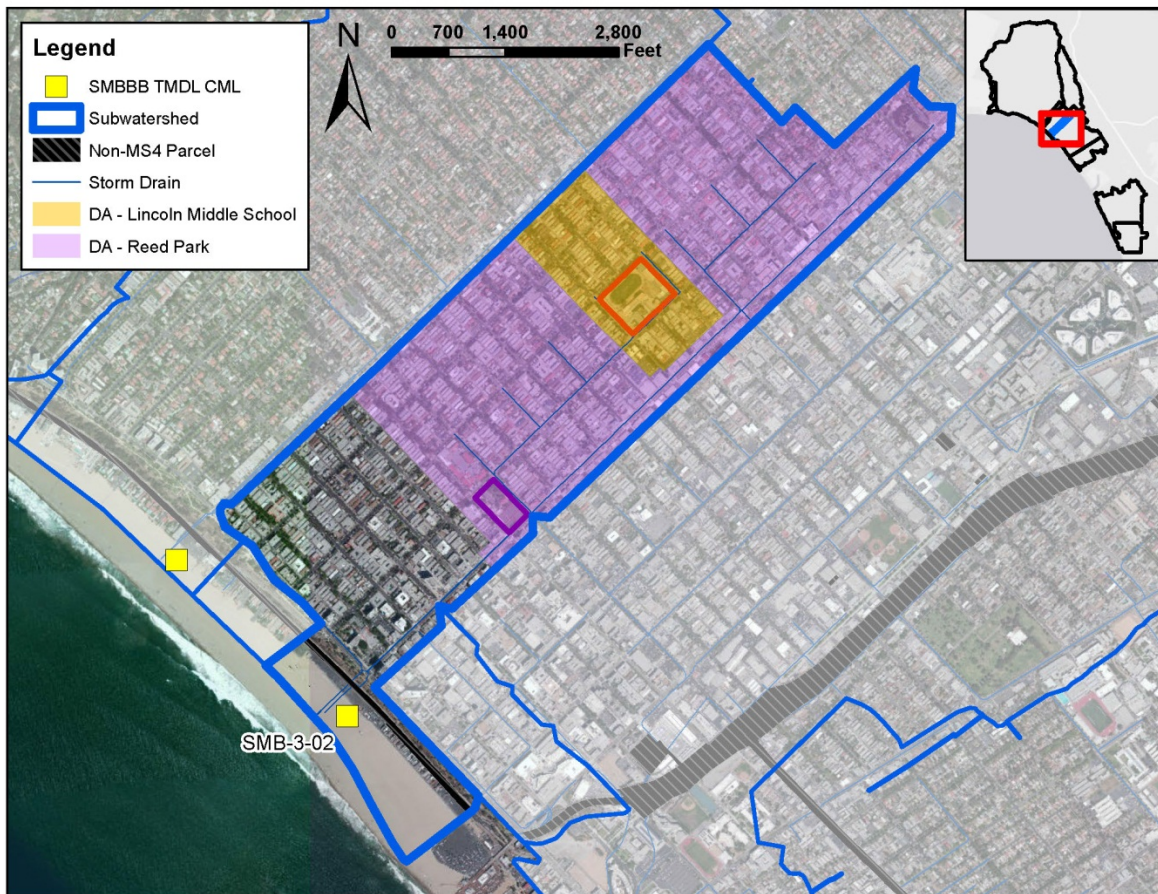 Legend
SMBBB TMDL CML
Subwatershed
Non-MS4 Parcel
Storm Drain
DA - Lincoln Middle School
DA - Reed Park
N
0 700 1,400 2,800
Feet
SMB-3-02